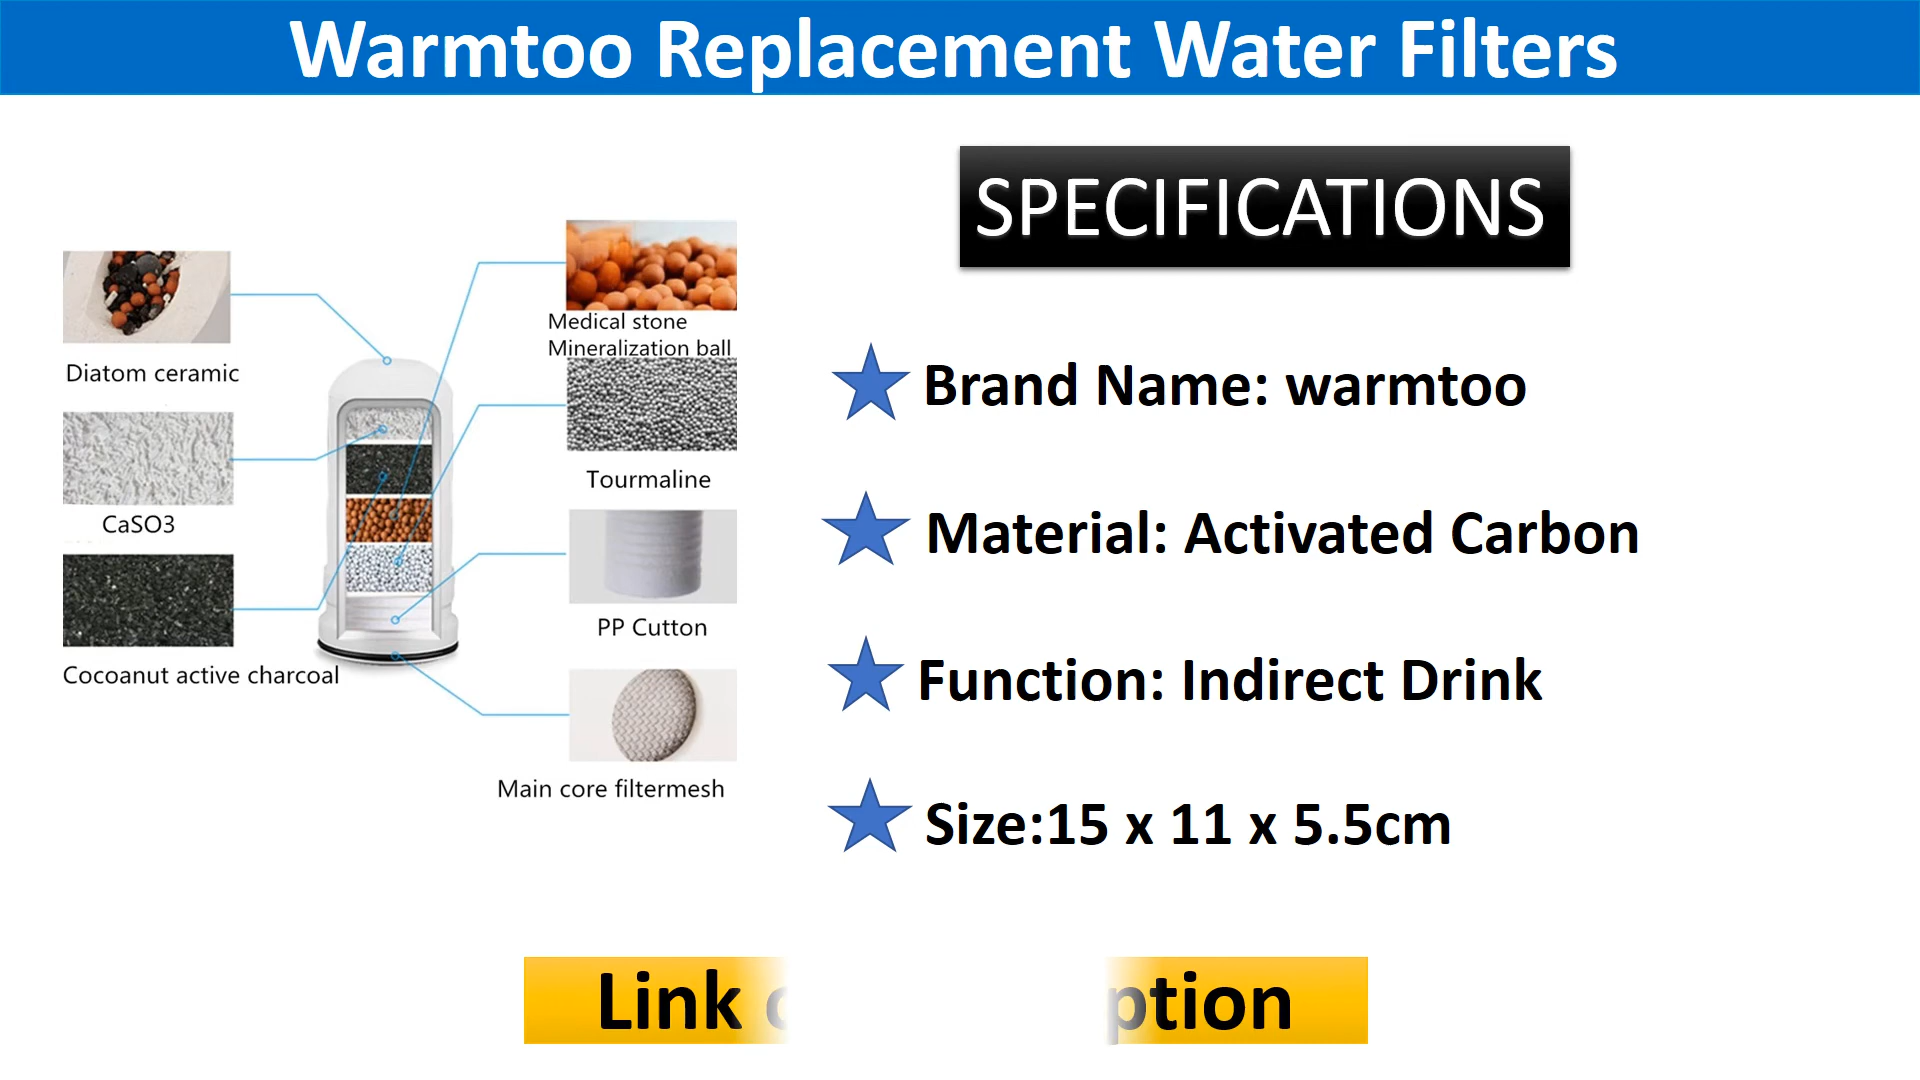 Warmtoo Replacement Water Filters
SPECIFICATIONS
Diatom ceramic
CaSO3
Cocoanut active charcoal
Medical stone
Mineralization ball
Tourmaline
PP Cutton
Main core filtermesh
Brand Name: warmtoo
Material: Activated Carbon
Function: Indirect Drink
Size:15 x 11 x 5.5cm
Link